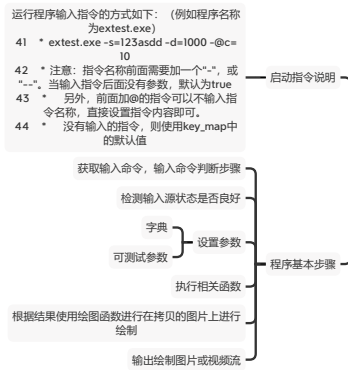 运行程序输入指令的方式如下： （例如程序名称
为extest.exe）
41 * extest.exe -s=123asdd -d=1000 -@c=
10
42 * 注意：指令名称前面需要加一个"-"，或
"--"。当输入指令后面没有参数，默认为true
43 * 另外，前面加@的指令可以不输入指
令名称，直接设置指令内容即可。
44 * 没有输入的指令，则使用key_map中
的默认值
启动指令说明
获取输入命令，输入命令判断步骤
检测输入源状态是否良好
字典
可测试参数
设置参数
程序基本步骤
执行相关函数
根据结果使用绘图函数进行在拷贝的图片上进行
绘制
输出绘制图片或视频流